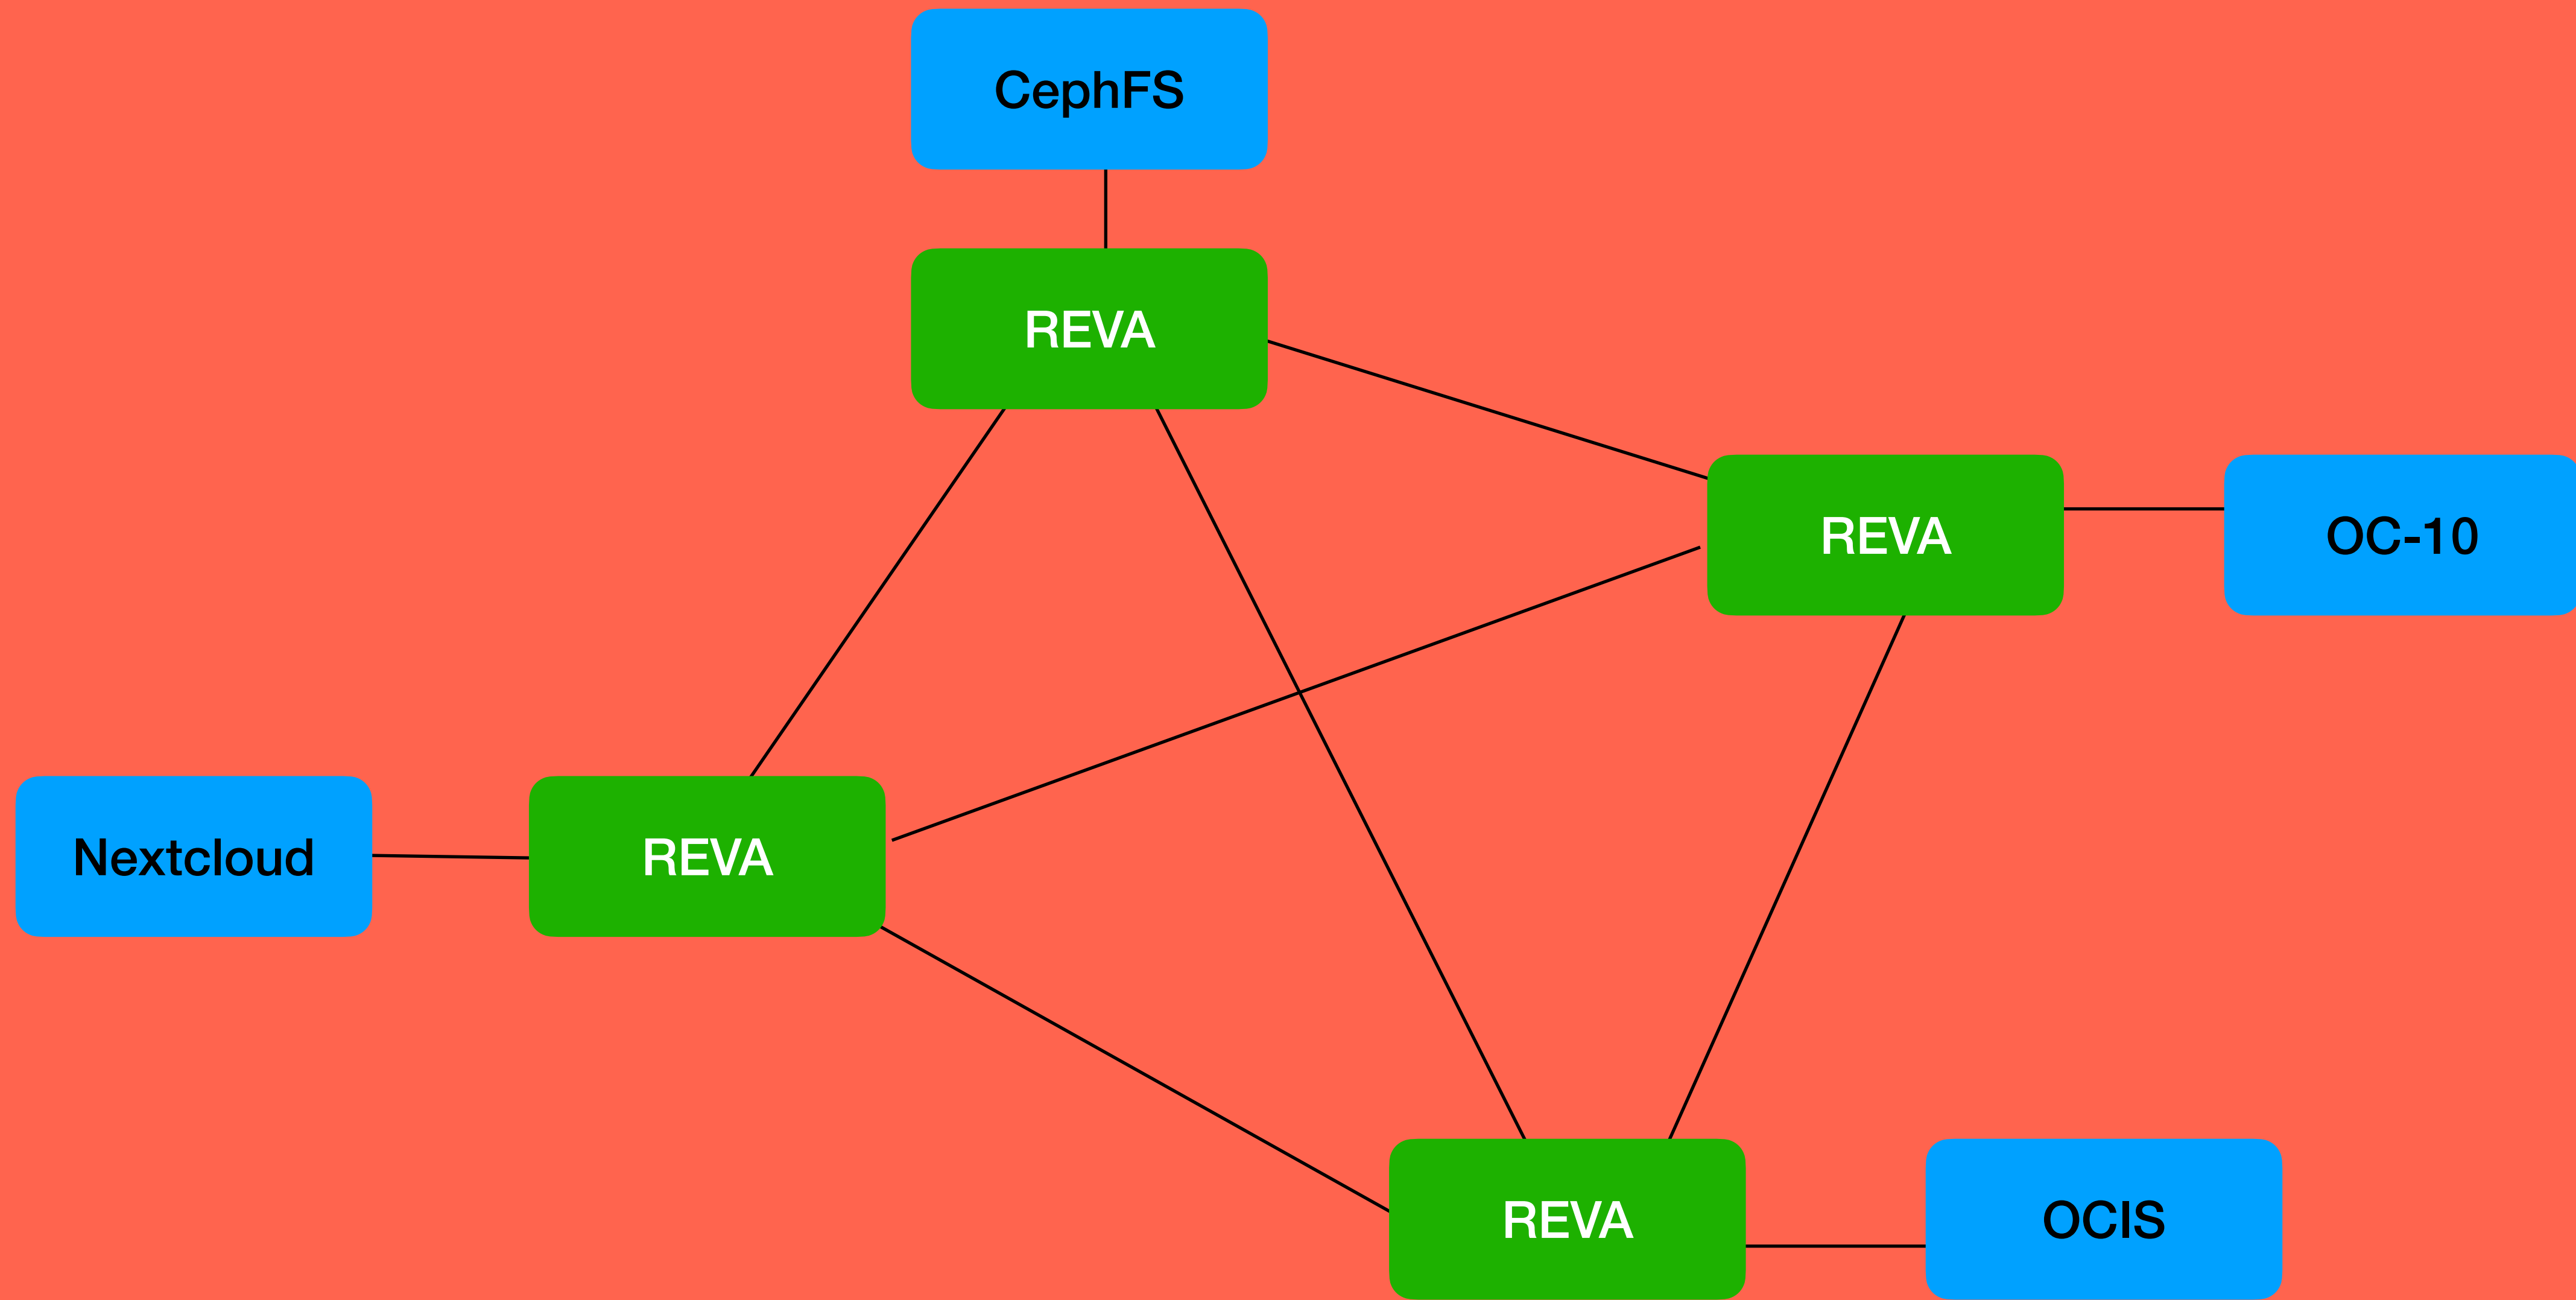 CephFS
REVA
REVA
OC-10
Nextcloud
REVA
REVA
OCIS